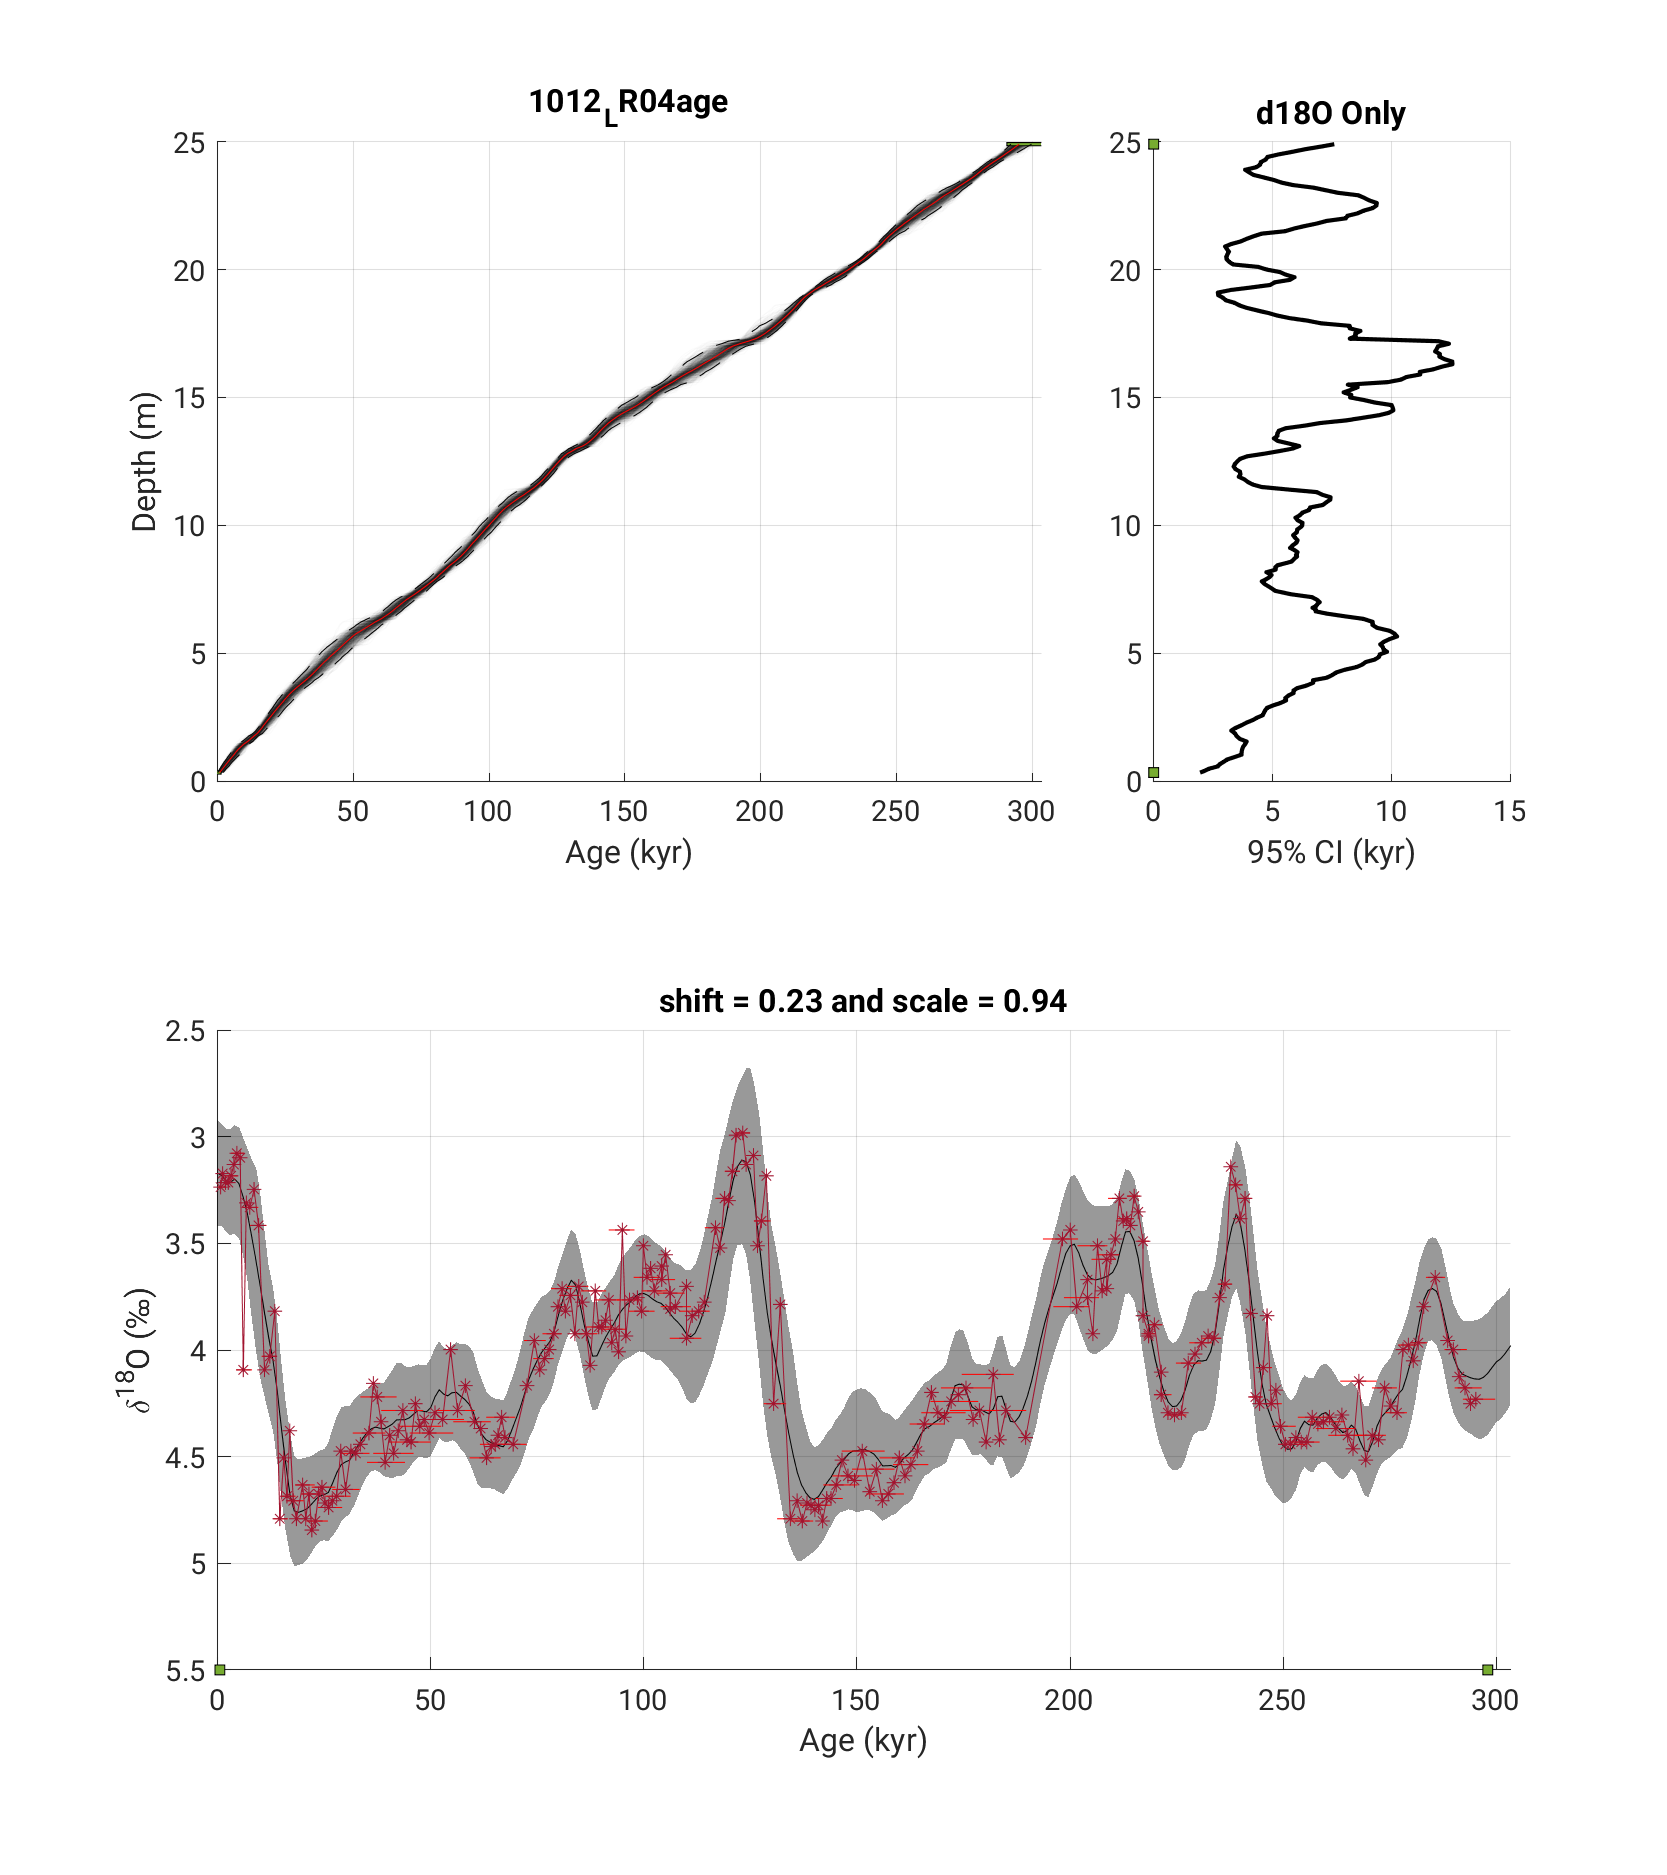 1012_LR04age
25
20
15
10
5
0
Depth (m)
0 50 100 150 200 250 300
Age (kyr)
d18O Only
25
20
15
10
5
0
0 5 10 15
95% CI (kyr)
shift = 0.23 and scale = 0.94
2.5
3
3.5
4
4.5
5
5.5
δ¹⁸O (‰)
0 50 100 150 200 250 300
Age (kyr)